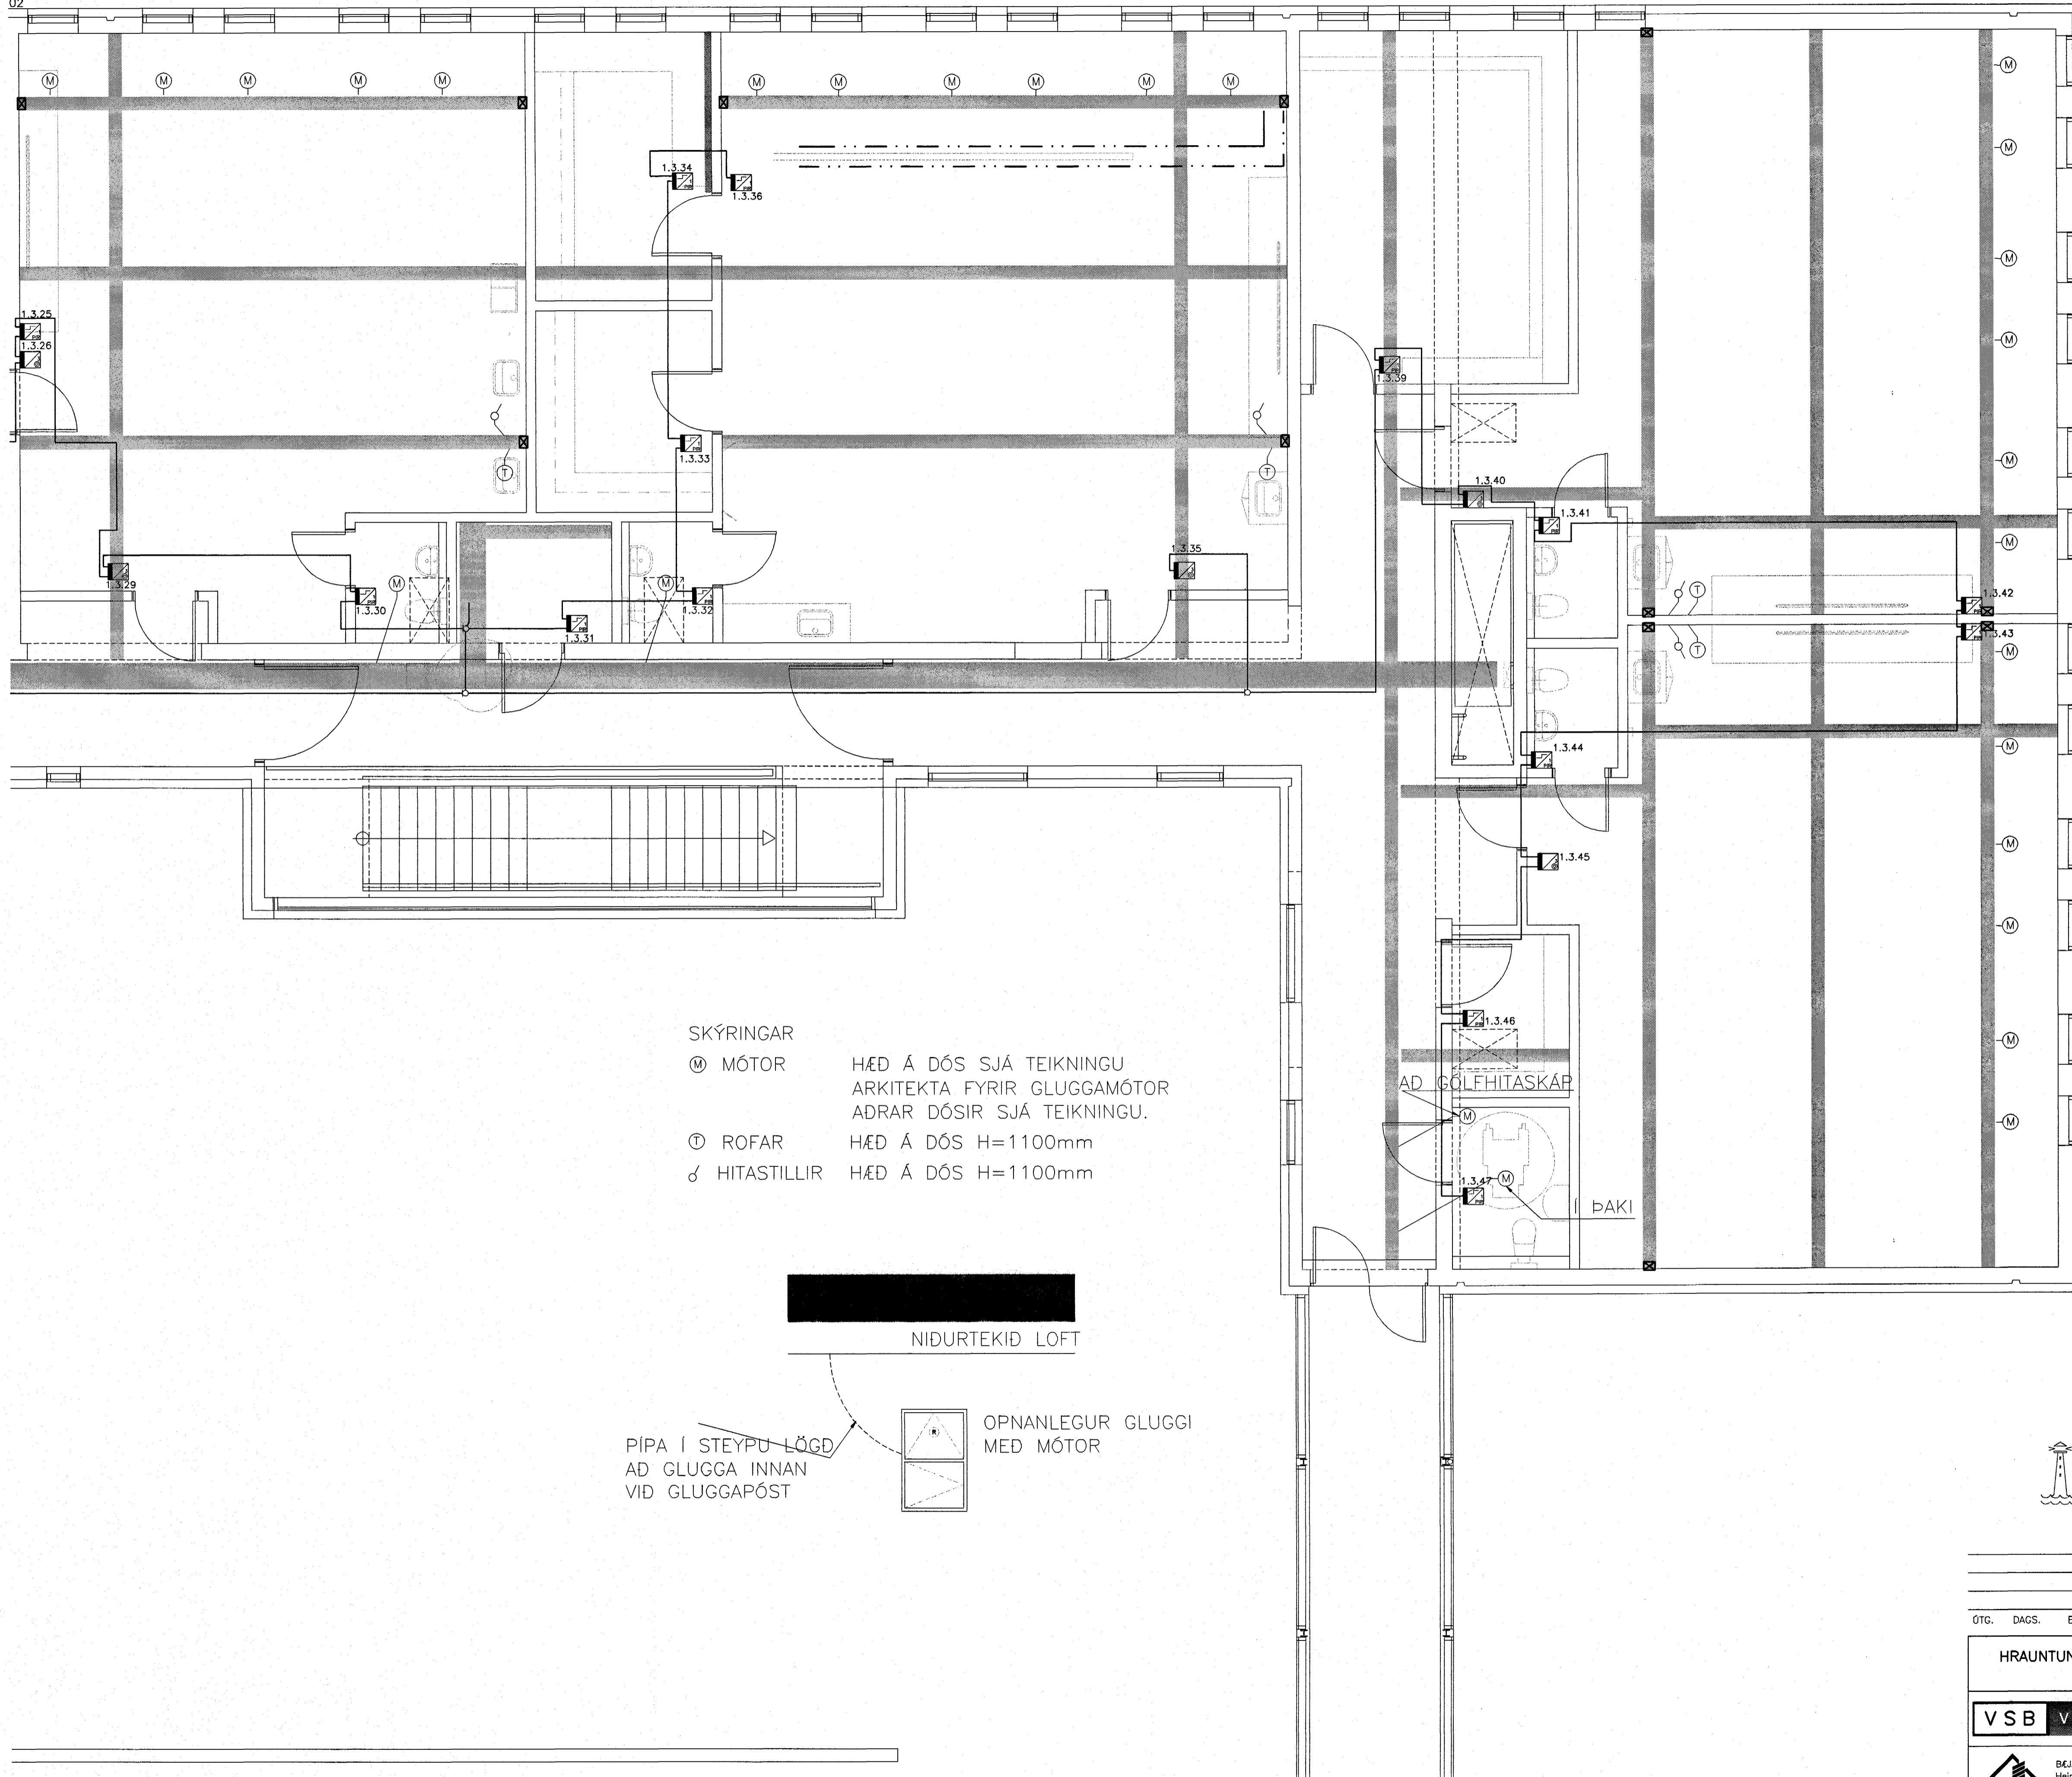 02
M M M M M M M M M M M
M
M
M
M
M
M
M
M
M
M
M
M
M
1.3.34
1.3.36
1.3.25
1.3.26
1.3.39
1.3.33
T
T
1.3.40
1.3.41
1.3.35
1.3.29
1.3.30
M
1.3.31
M
1.3.32
T
1.3.42
T
1.3.43
1.3.44
1.3.45
1.3.46
AÐ GÓLFHITASKÁP
M
1.3.47
M
Í ÞAKI
SKÝRINGAR
M MÓTOR HÆÐ Á DÓS SJÁ TEIKNINGU
ARKITEKTA FYRIR GLUGGAMÓTOR
AÐRAR DÓSIR SJÁ TEIKNINGU.
T ROFAR HÆÐ Á DÓS H=1100mm
HITASTILLIR HÆÐ Á DÓS H=1100mm
NIÐURTEKIÐ LOFT
PÍPA Í STEYPU LÖGÐ
AÐ GLUGGA INNAN
VIÐ GLUGGAPÓST
R
OPNANLEGUR GLUGGI
MEÐ MÓTOR
ÚTG. DAGS.
HRAUNTUN
VSB V
BÆJ